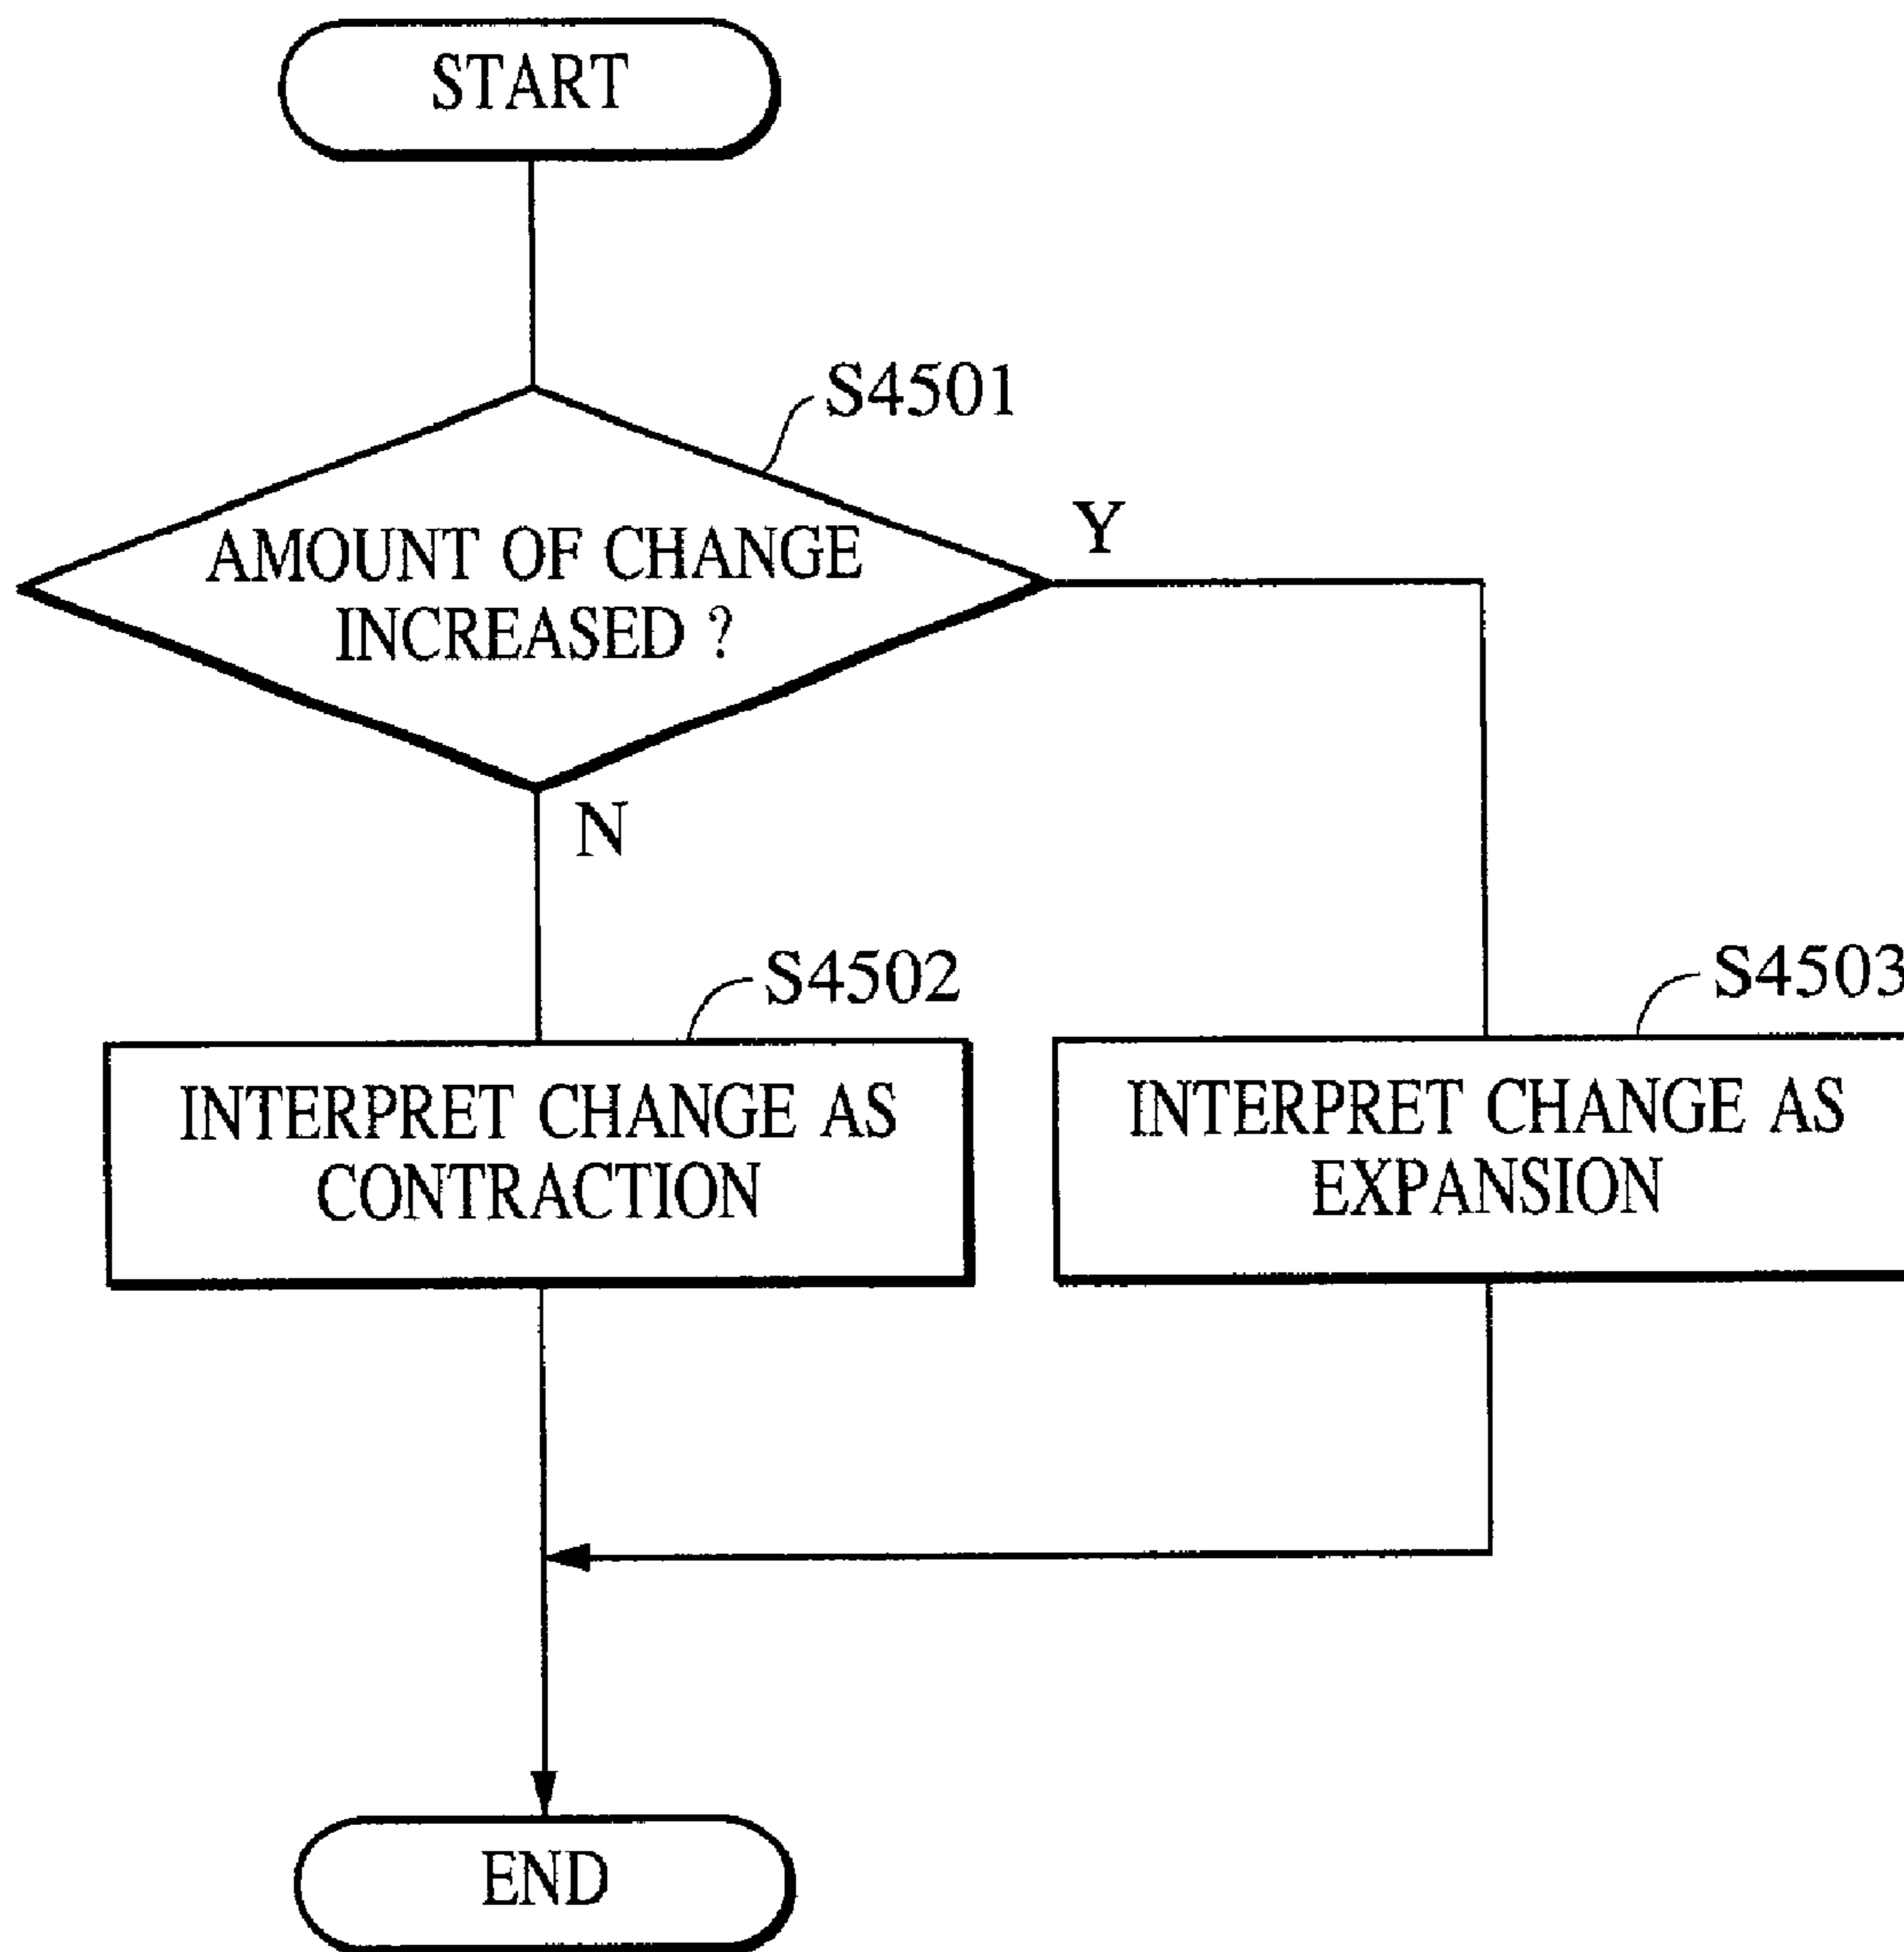 START
S4501
AMOUNT OF CHANGE
INCREASED ?
Y
N
S4502
INTERPRET CHANGE AS
CONTRACTION
S4503
INTERPRET CHANGE AS
EXPANSION
END